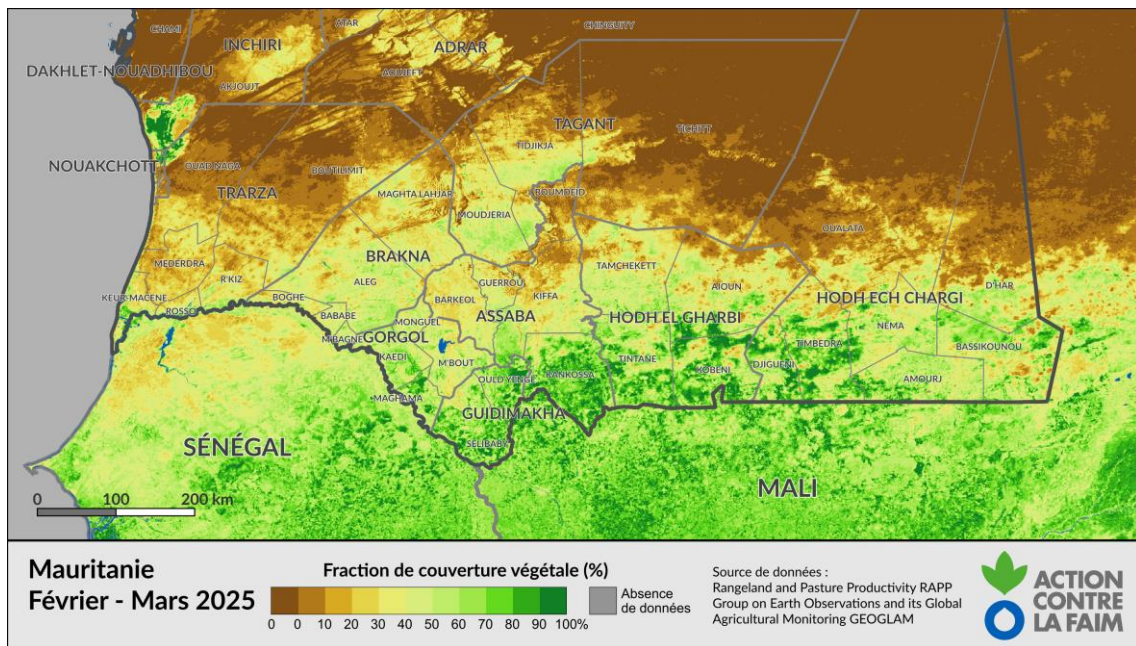 CHAMI
ATAR
CHINGUITY
INCHIRI
ADRAR
DAKHLET-NOUADHIBOU
AOUJEFT
AKJOUJT
TAGANT
TICHITT
TIDJIKJA
NOUAKCHOTT
OUAD NAGA
BOUTILIMIT
TRARZA
MAGHTA LAHJAR
BOUMDEID
MOUDJERIA
OUALATA
BRAKNA
MEDERDRA
TAMCHEKETT
R'KIZ
ALEG
GUERROU
AIOUN
D'HAR
KEUR-MACENE
BOGHE
BARKEOL
KIFFA
HODH ECH CHARGI
ROSSO
BABABE
MONGUEL
ASSABA
HODH EL GHARBI
NEMA
M'BAGNE
GORGOL
TIMBEDRA
BASSIKOUNOU
KAEDI
M'BOUT
TINTANE
KOBENI
DJIGUENI
OULD YENGE
KANKOSSA
AMOURJ
MAGHAMA
GUIDIMAKHA
SELIBABY
SÉNÉGAL
MALI
0 100 200 km
Mauritanie
Février - Mars 2025
Fraction de couverture végétale (%)
0 0 10 20 30 40 50 60 70 80 90 100%
Absence
de données
Source de données :
Rangeland and Pasture Productivity RAPP
Group on Earth Observations and its Global
Agricultural Monitoring GEOGLAM
ACTION
CONTRE
LA FAIM